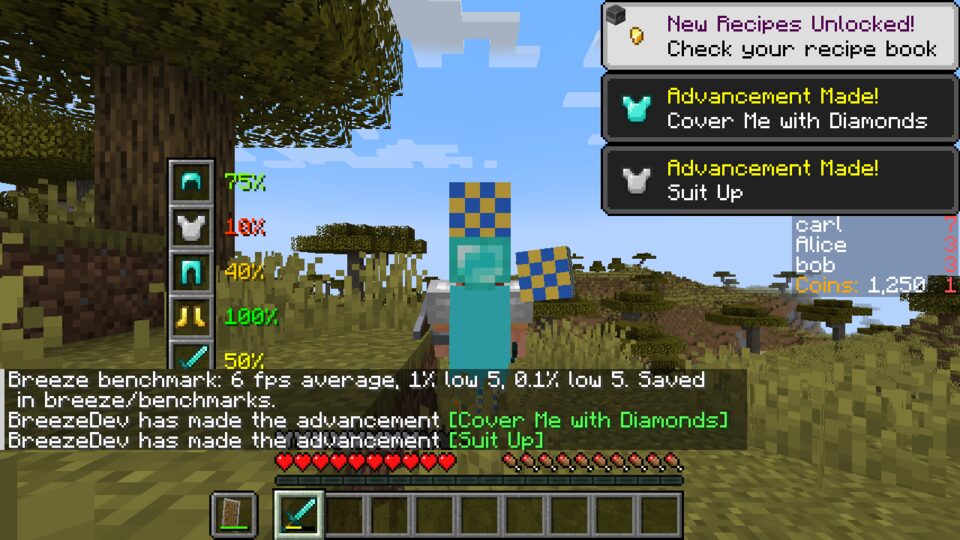 New Recipes Unlocked!
Check your recipe book
Advancement Made!
Cover Me with Diamonds
Advancement Made!
Suit Up
75%
10%
40%
100%
50%
carl
Alice 3
bob
Coins: 1,250 1
Breeze benchmark: 6 fps average, 1% low 5, 0.1% low 5. Saved
in breeze/benchmarks.
BreezeDev has made the advancement [Cover Me with Diamonds]
BreezeDev has made the advancement [Suit Up]